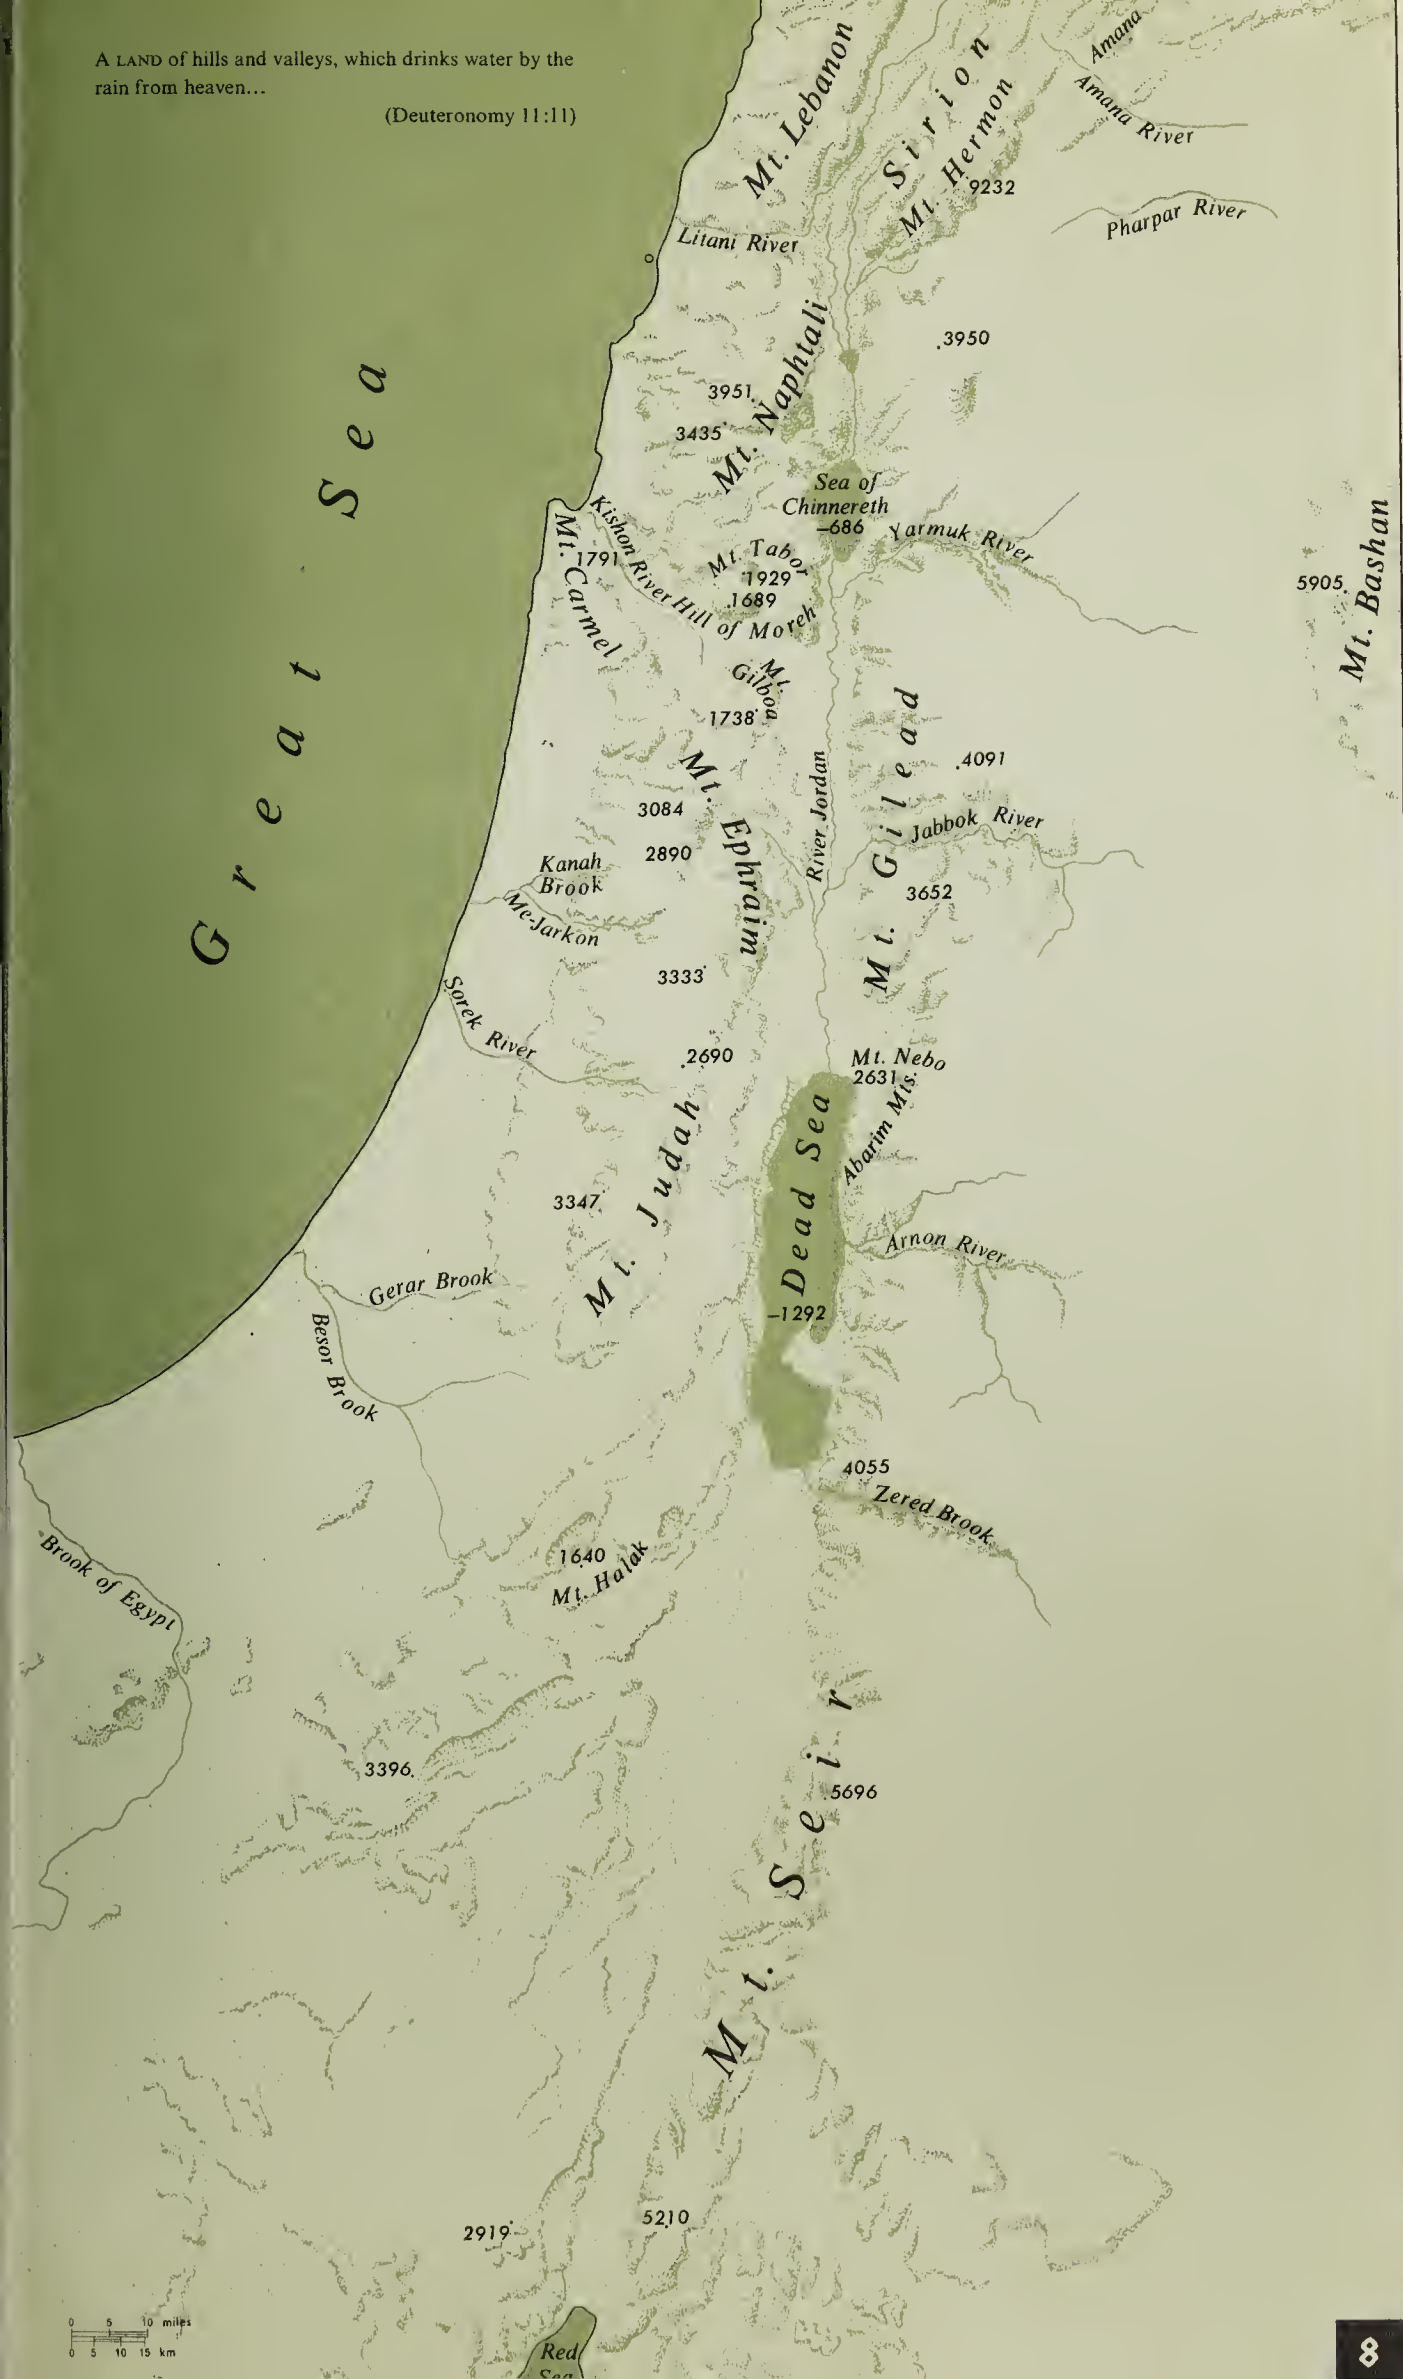 A LAND of hills and valleys, which drinks water by the
rain from heaven...
(Deuteronomy 11:11)
Mt. Lebanon
Sirion
Mt. Hermon
9232
Amana
Amana River
Pharpar River
Litani River
3950
Mt. Naphtali
3951
3435
Great Sea
Sea of
Chinnereth
–686
Yarmuk River
Kishon River
Mt. Carmel
1791
Mt. Tabor
1929
1689
Hill of Moreh
5905
Mt. Bashan
Mt.
Gilboa
1738
Mt. Gilead
4091
River Jordan
Jabbok River
3652
Mt. Ephraim
3084
2890
Kanah
Brook
Me-Jarkon
3333
Sorek River
2690
Mt. Nebo
2631
Abarim Mts.
Dead Sea
–1292
Mt. Judah
3347
Arnon River
Gerar Brook
Besor Brook
4055
Zered Brook
1640
Mt. Halak
Brook of Egypt
3396
Mt. Seir
5696
2919
5210
0 5 10 miles
0 5 10 15 km
Red
Sea
8